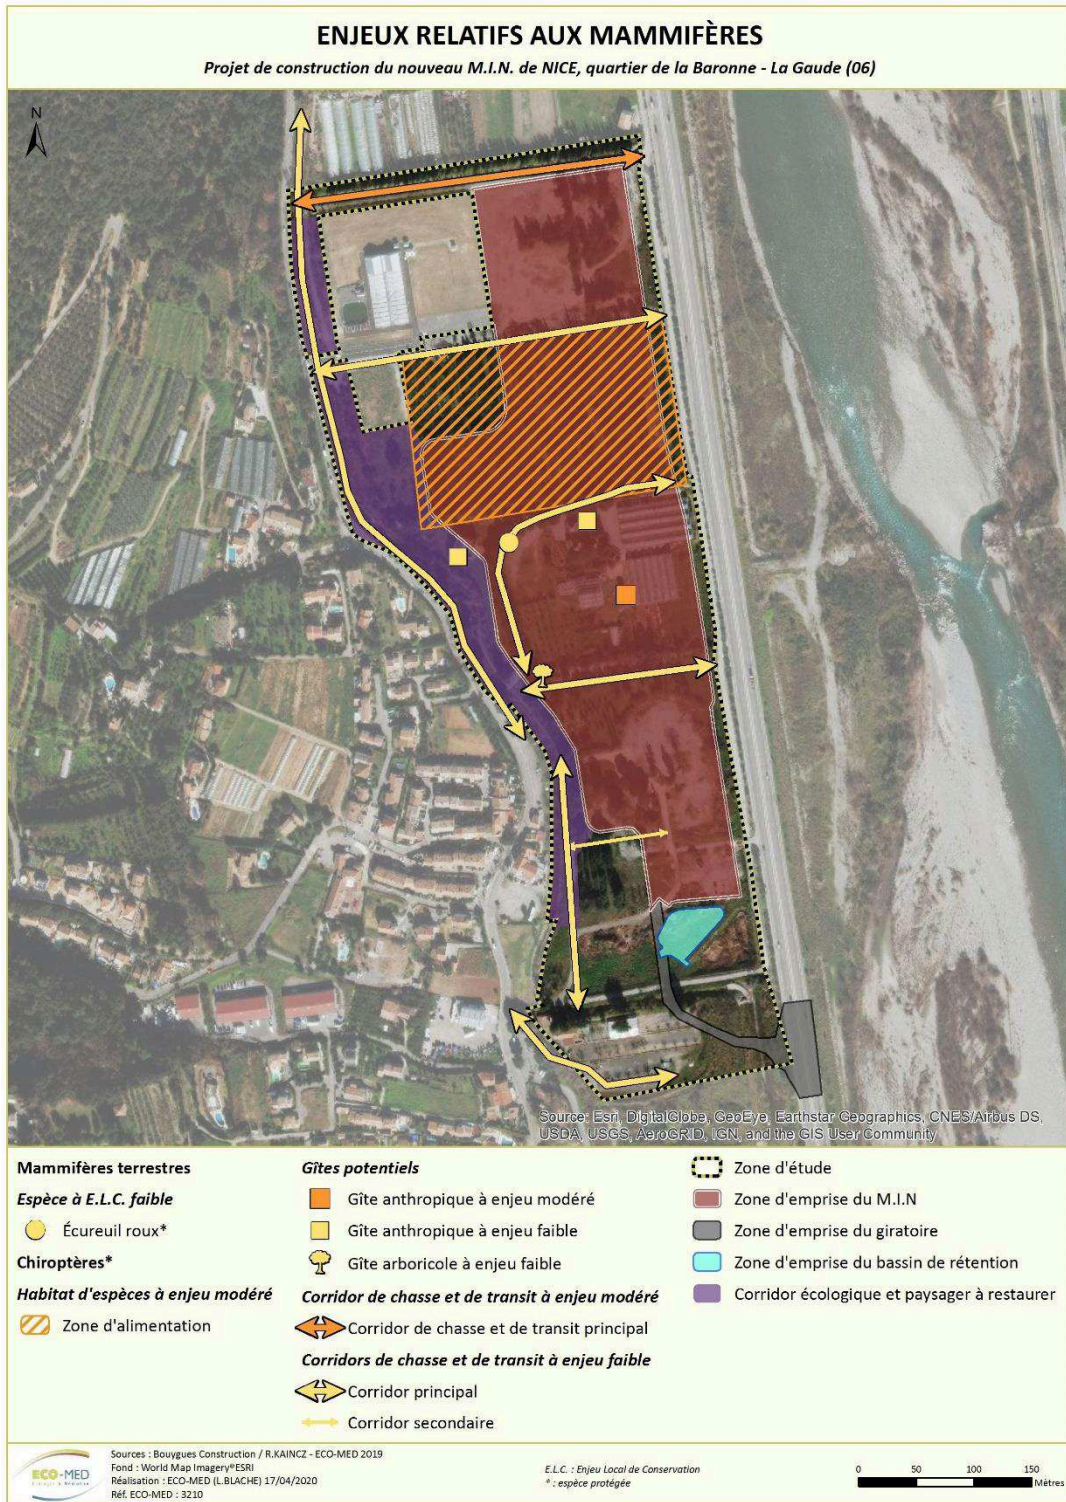 ENJEUX RELATIFS AUX MAMMIFÈRES
Projet de construction du nouveau M.I.N. de NICE, quartier de la Baronne - La Gaude (06)
N
Source: Esri, DigitalGlobe, GeoEye, Earthstar Geographics, CNES/Airbus DS,
USDA, USGS, AeroGRID, IGN, and the GIS User Community
Mammifères terrestres
Espèce à E.L.C. faible
Écureuil roux*
Chiroptères*
Habitat d'espèces à enjeu modéré
Zone d'alimentation
Gîtes potentiels
Gîte anthropique à enjeu modéré
Gîte anthropique à enjeu faible
Gîte arboricole à enjeu faible
Corridor de chasse et de transit à enjeu modéré
Corridor de chasse et de transit principal
Corridors de chasse et de transit à enjeu faible
Corridor principal
Corridor secondaire
Zone d'étude
Zone d'emprise du M.I.N
Zone d'emprise du giratoire
Zone d'emprise du bassin de rétention
Corridor écologique et paysager à restaurer
ECO-MED
Sources : Bouygues Construction / R.KAINCZ - ECO-MED 2019
Fond : World Map Imagery®ESRI
Réalisation : ECO-MED (L.BLACHE) 17/04/2020
Réf. ECO-MED : 3210
E.L.C. : Enjeu Local de Conservation
* : espèce protégée
0 50 100 150
Mètres